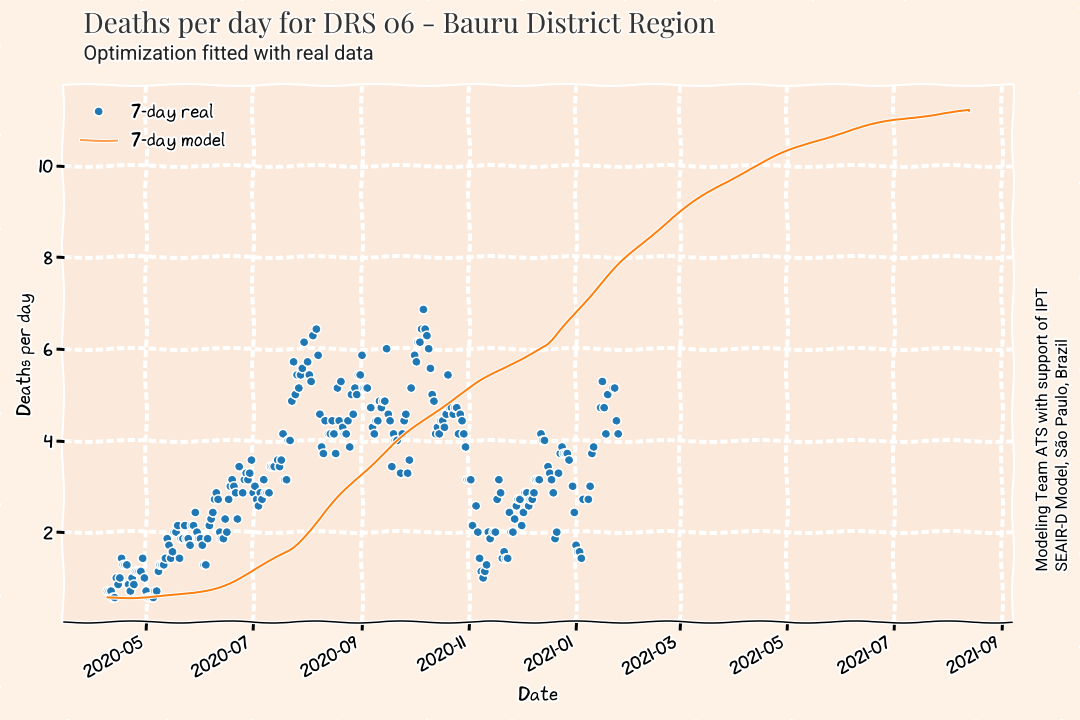 Deaths per day for DRS 06 - Bauru District Region
Optimization fitted with real data
7-day real
7-day model
10
8
6
4
2
Deaths per day
2020-05
2020-07
2020-09
2020-11
2021-01
2021-03
2021-05
2021-07
2021-09
Date
Modeling Team ATS with support of IPT
SEAIR-D Model, São Paulo, Brazil